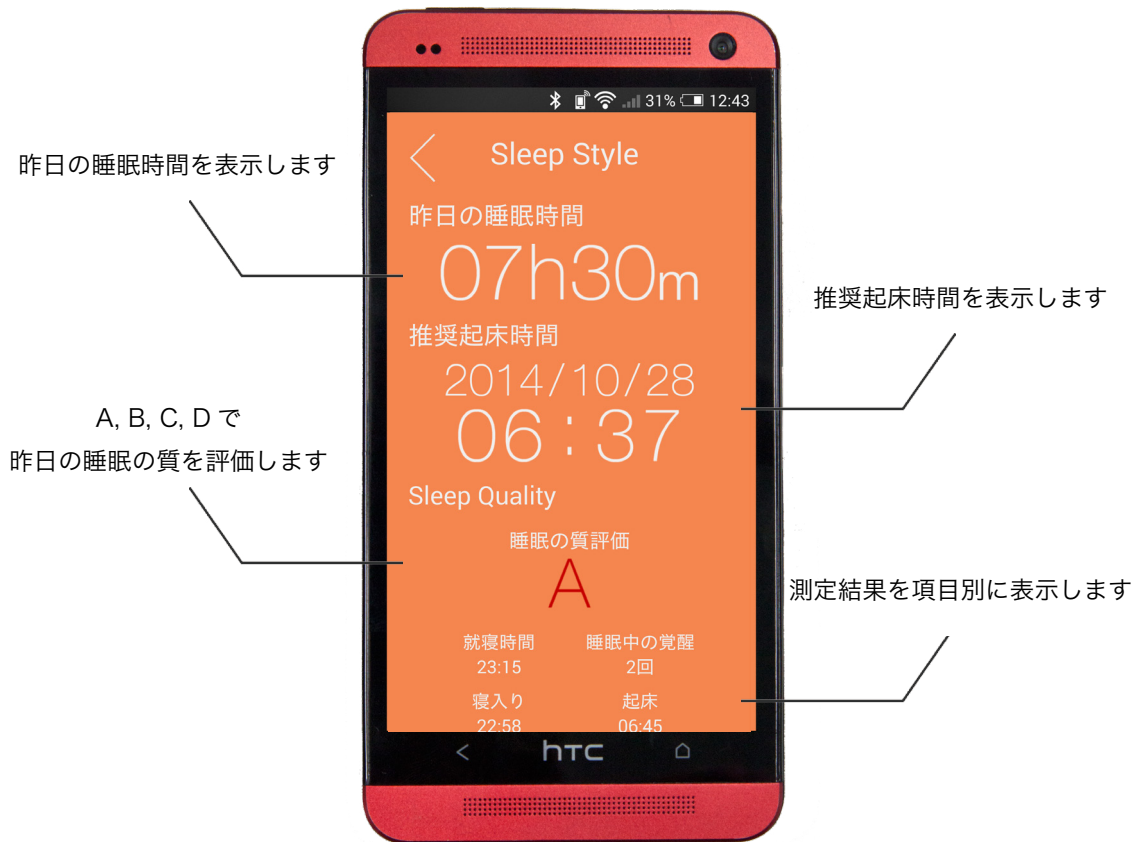 31% 12:43
Sleep Style
昨日の睡眠時間を表示します
昨日の睡眠時間
07h30m
推奨起床時間を表示します
推奨起床時間
2014/10/28
06:37
A, B, C, D で
昨日の睡眠の質を評価します
Sleep Quality
睡眠の質評価
A
測定結果を項目別に表示します
就寝時間 睡眠中の覚醒
23:15 2回
寝入り 起床
22:58 06:45
hTC